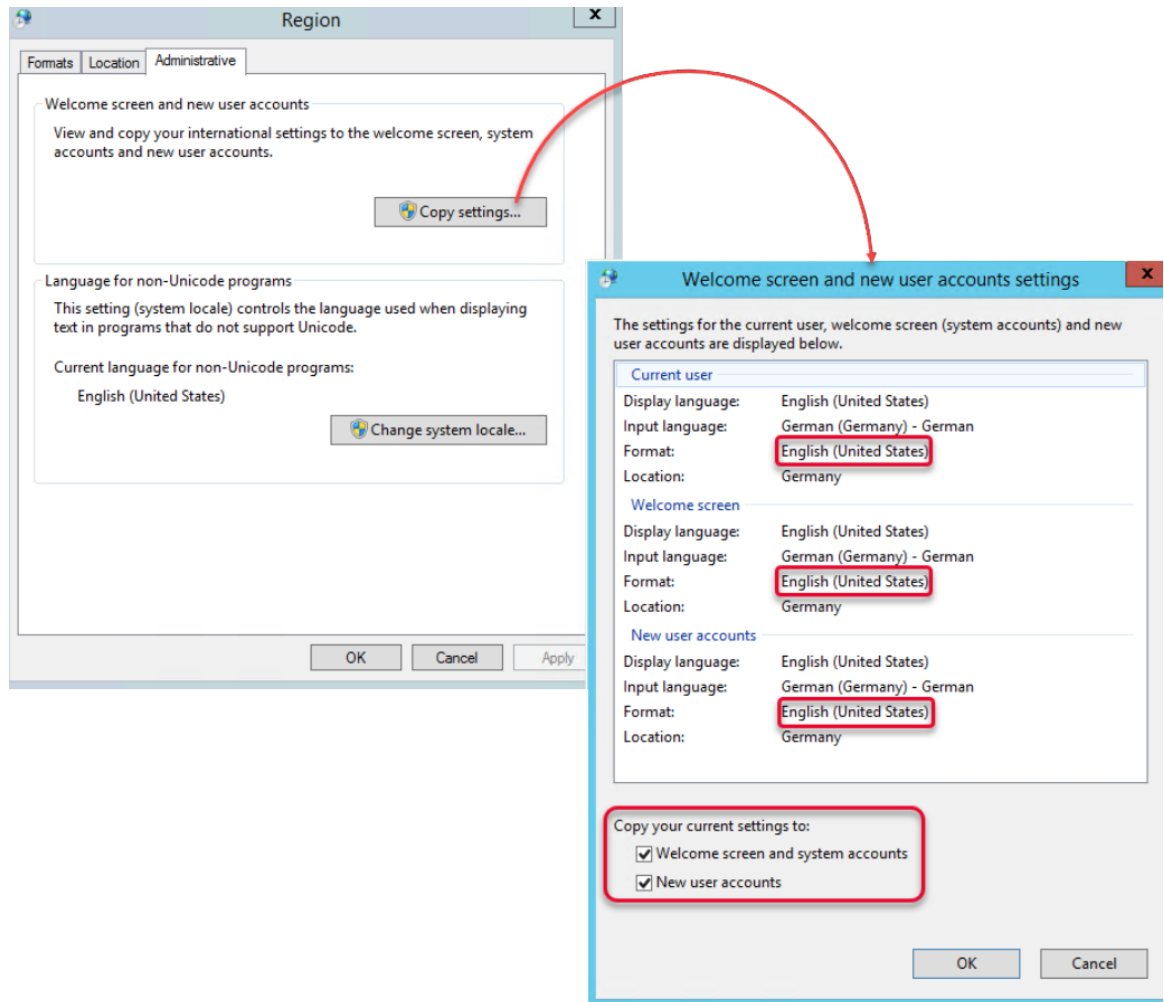 Region
x
Formats Location Administrative
Welcome screen and new user accounts
View and copy your international settings to the welcome screen, system
accounts and new user accounts.
Copy settings...
Language for non-Unicode programs
This setting (system locale) controls the language used when displaying
text in programs that do not support Unicode.
Current language for non-Unicode programs:
English (United States)
Change system locale...
OK Cancel Apply
Welcome screen and new user accounts settings
x
The settings for the current user, welcome screen (system accounts) and new
user accounts are displayed below.
Current user
Display language: English (United States)
Input language: German (Germany) - German
Format: English (United States)
Location: Germany
Welcome screen
Display language: English (United States)
Input language: German (Germany) - German
Format: English (United States)
Location: Germany
New user accounts
Display language: English (United States)
Input language: German (Germany) - German
Format: English (United States)
Location: Germany
Copy your current settings to:
Welcome screen and system accounts
New user accounts
OK Cancel